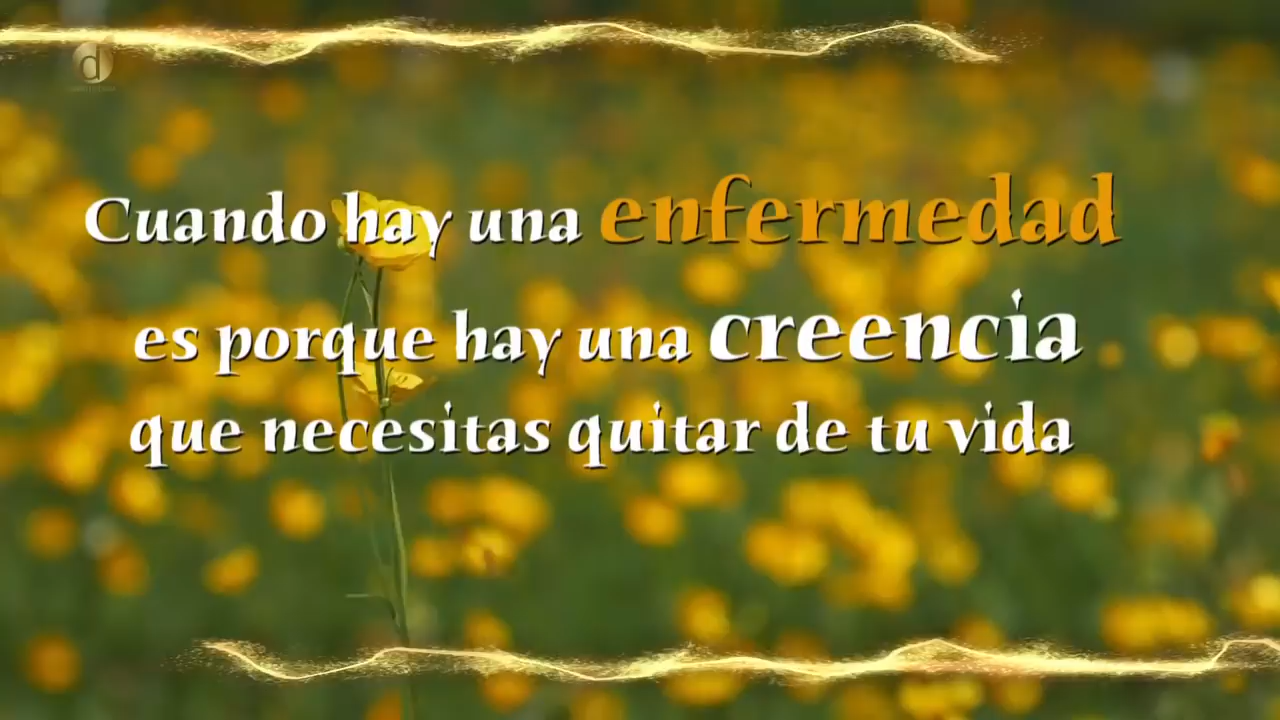 d
Cuando hay una enfermedad
es porque hay una creencia
que necesitas quitar de tu vida